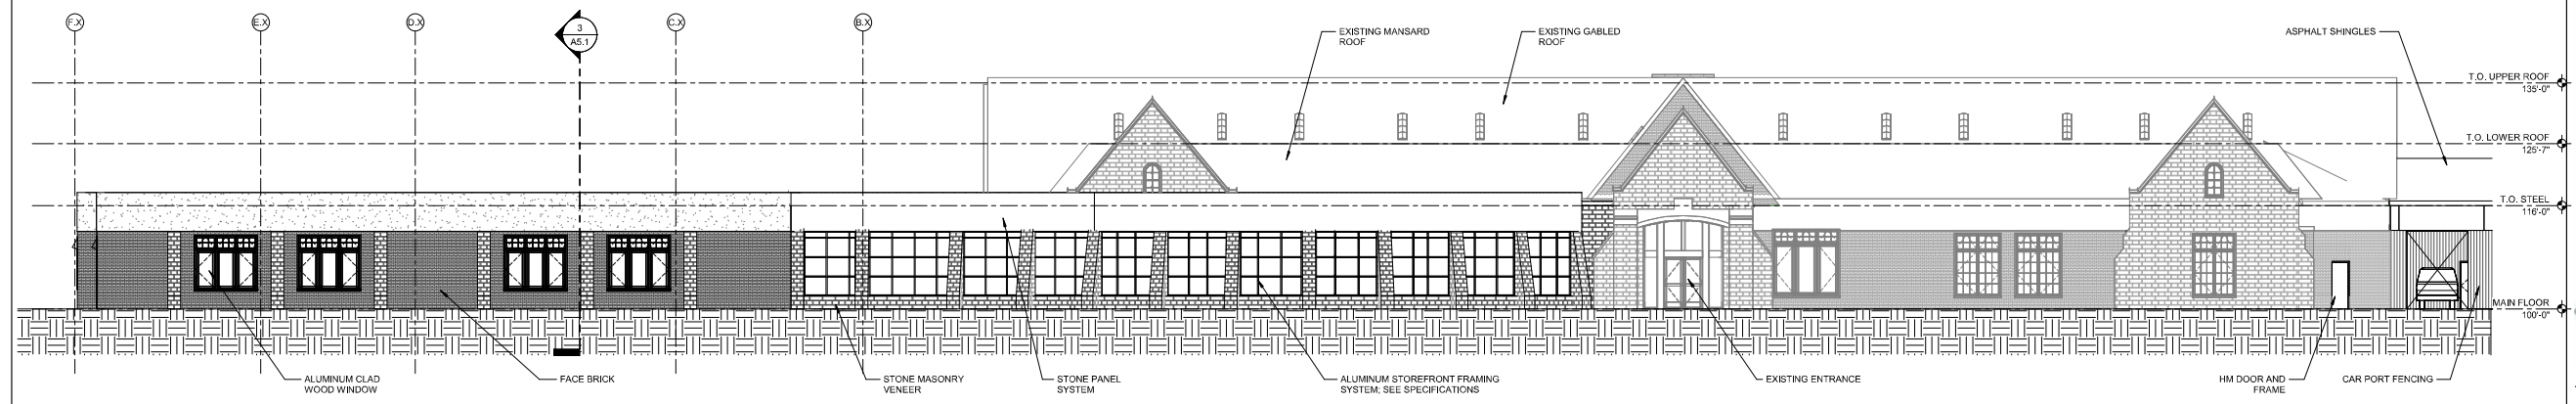 F.X
E.X
D.X
3
A5.1
C.X
B.X
EXISTING MANSARD
ROOF
EXISTING GABLED
ROOF
ASPHALT SHINGLES
T.O. UPPER ROOF
135'-0"
T.O. LOWER ROOF
125'-7"
T.O. STEEL
116'-0"
MAIN FLOOR
100'-0"
ALUMINUM CLAD
WOOD WINDOW
FACE BRICK
STONE MASONRY
VENEER
STONE PANEL
SYSTEM
ALUMINUM STOREFRONT FRAMING
SYSTEM; SEE SPECIFICATIONS
EXISTING ENTRANCE
HM DOOR AND
FRAME
CAR PORT FENCING